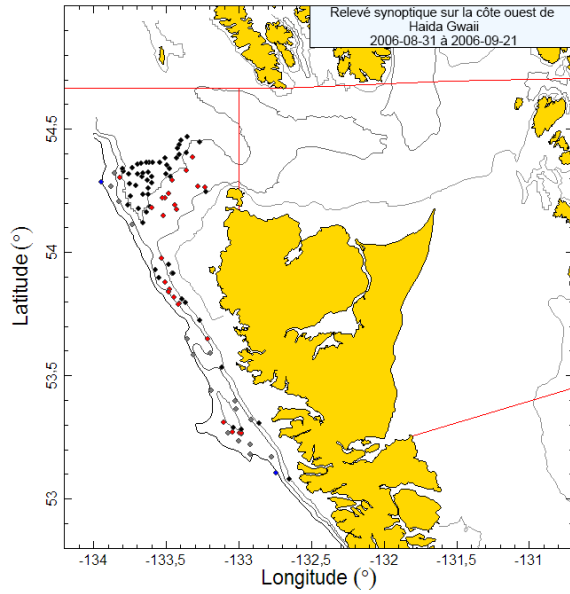 Relevé synoptique sur la côte ouest de
Haida Gwaii
2006-08-31 à 2006-09-21
54,5
54
53,5
53
Latitude (°)
-134
-133,5
-133
-132,5
-132
-131,5
-131
Longitude (°)